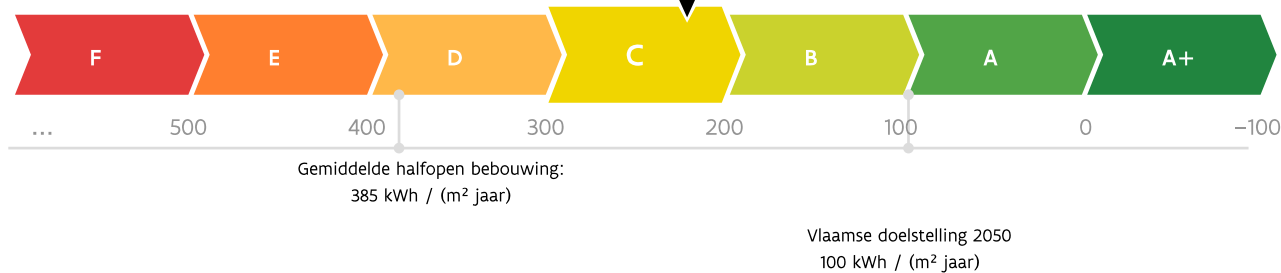 F E D C B A A+
... 500 400 300 200 100 0 −100
Gemiddelde halfopen bebouwing:
385 kWh / (m² jaar)
Vlaamse doelstelling 2050
100 kWh / (m² jaar)